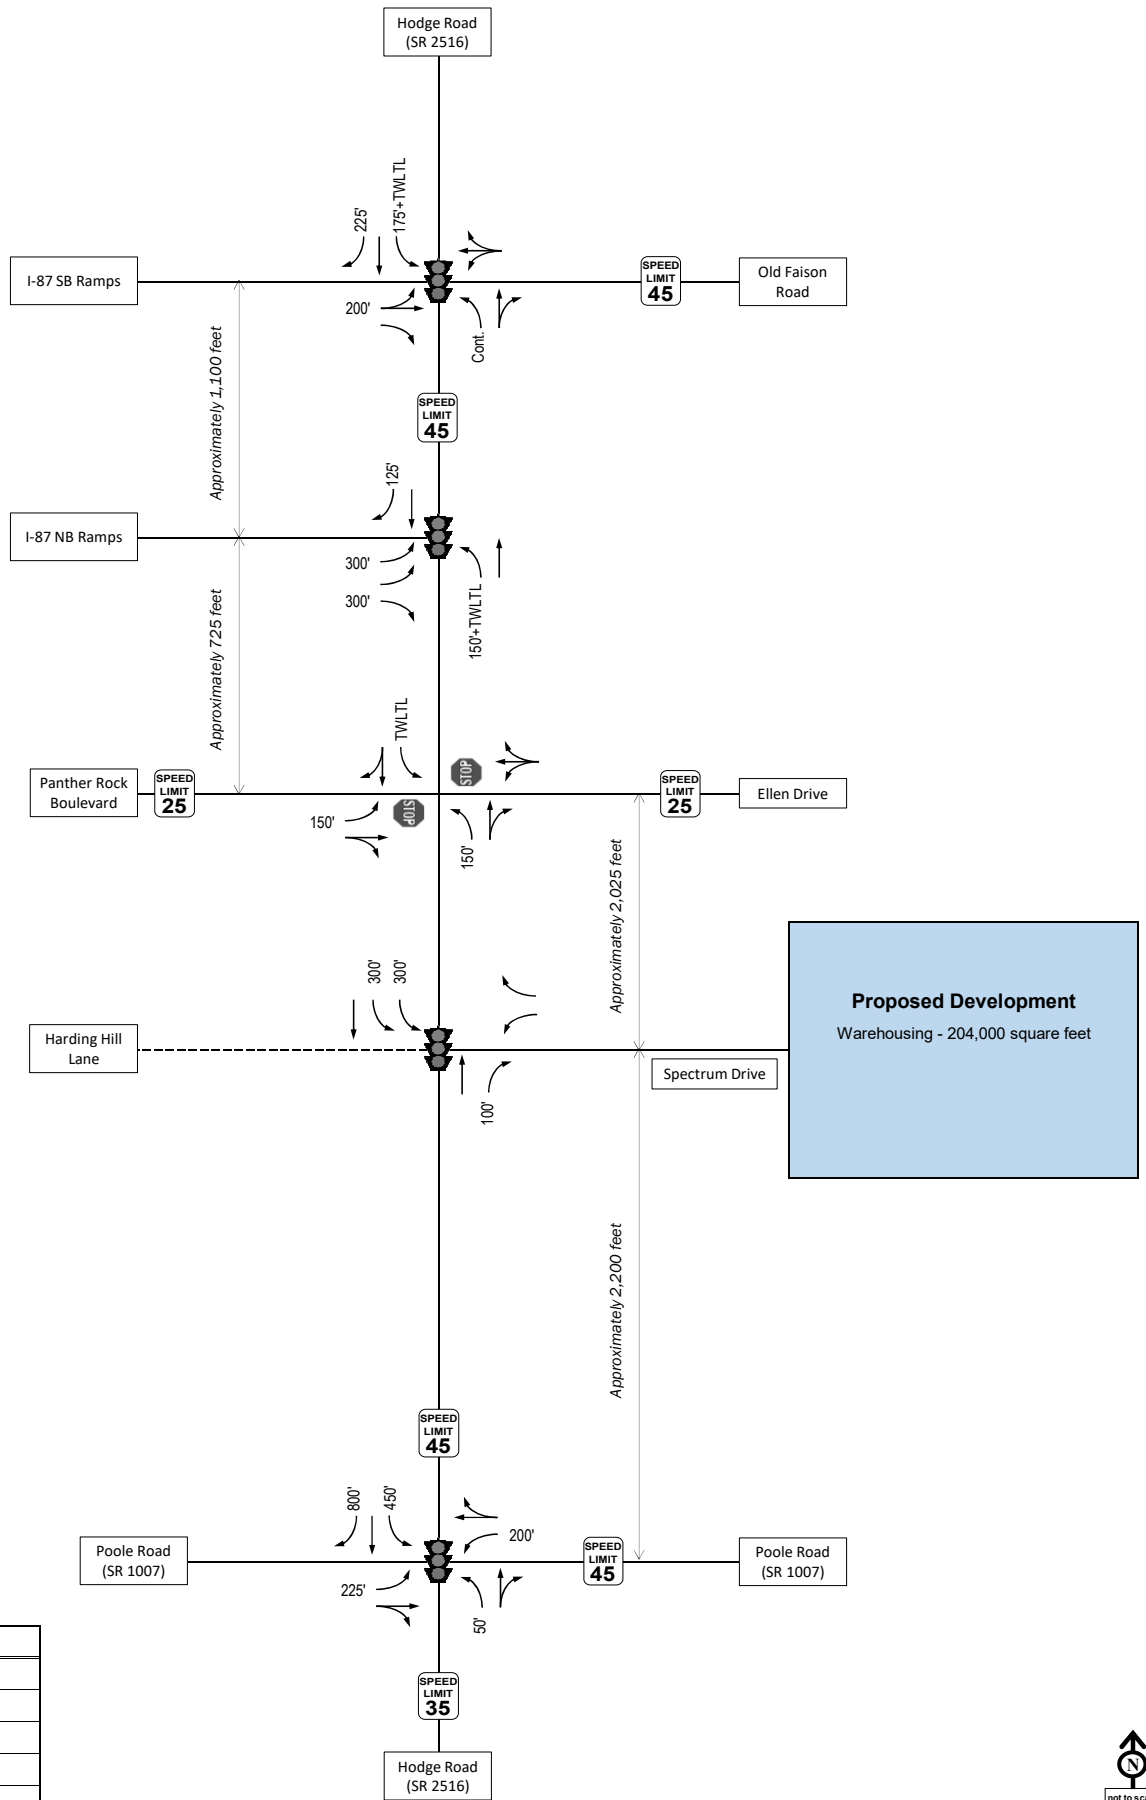 Hodge Road
(SR 2516)
225'
175'+TWLTL
I-87 SB Ramps
SPEED
LIMIT
45
Old Faison
Road
200'
Cont.
Approximately 1,100 feet
SPEED
LIMIT
45
125'
I-87 NB Ramps
300'
300'
150'+TWLTL
Approximately 725 feet
TWLTL
STOP
Panther Rock
Boulevard
SPEED
LIMIT
25
SPEED
LIMIT
25
Ellen Drive
150'
STOP
150'
Approximately 2,025 feet
300'
300'
Proposed Development
Warehousing - 204,000 square feet
Harding Hill
Lane
Spectrum Drive
100'
Approximately 2,200 feet
SPEED
LIMIT
45
800'
450'
200'
Poole Road
(SR 1007)
SPEED
LIMIT
45
Poole Road
(SR 1007)
225'
50'
SPEED
LIMIT
35
Hodge Road
(SR 2516)
N
not to